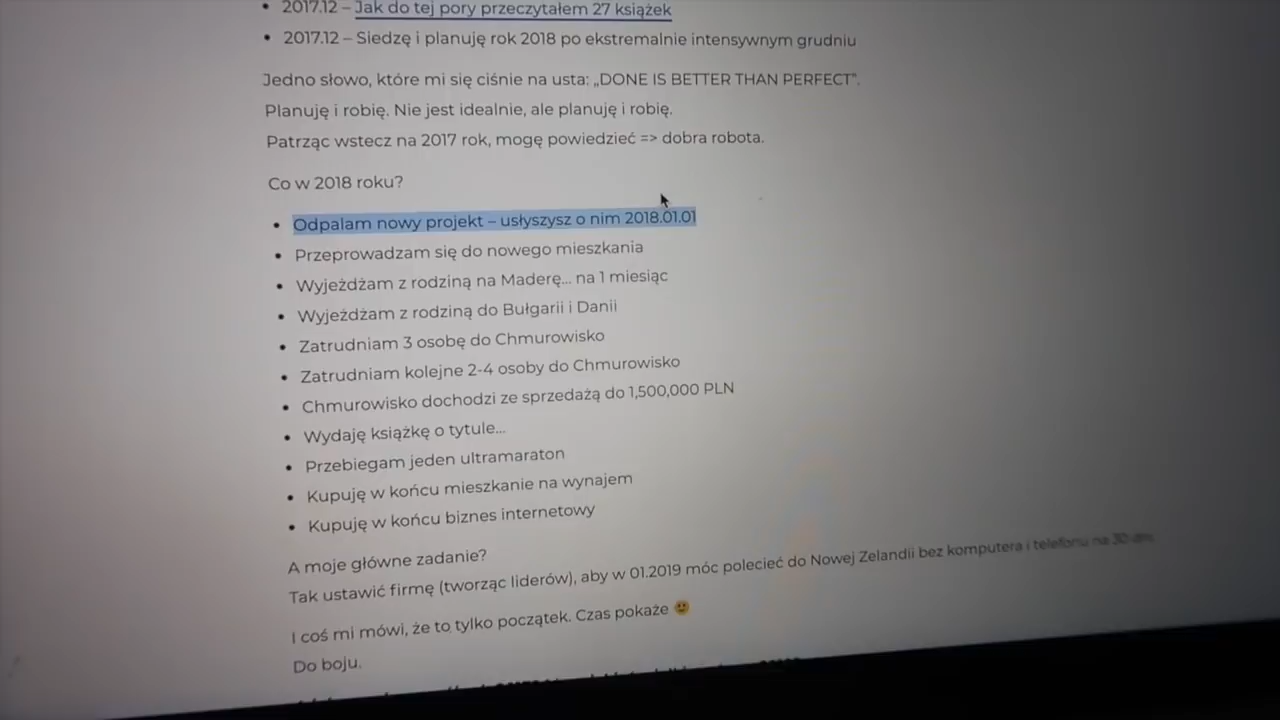 2017.12 – Jak do tej pory przeczytałem 27 książek
2017.12 – Siedzę i planuję rok 2018 po ekstremalnie intensywnym grudniu
Jedno słowo, które mi się ciśnie na usta: „DONE IS BETTER THAN PERFECT”.
Planuję i robię. Nie jest idealnie, ale planuję i robię.
Patrząc wstecz na 2017 rok, mogę powiedzieć => dobra robota.
Co w 2018 roku?
Odpalam nowy projekt – usłyszysz o nim 2018.01.01
Przeprowadzam się do nowego mieszkania
Wyjeżdżam z rodziną na Maderę... na 1 miesiąc
Wyjeżdżam z rodziną do Bułgarii i Danii
Zatrudniam 3 osobę do Chmurowisko
Zatrudniam kolejne 2-4 osoby do Chmurowisko
Chmurowisko dochodzi ze sprzedażą do 1,500,000 PLN
Wydaję książkę o tytule...
Przebiegam jeden ultramaraton
Kupuję w końcu mieszkanie na wynajem
Kupuję w końcu biznes internetowy
A moje główne zadanie?
Tak ustawić firmę (tworząc liderów), aby w 01.2019 móc polecieć do Nowej Zelandii bez komputera i telefonu na 30 dni.
I coś mi mówi, że to tylko początek. Czas pokaże 🙂
Do boju.